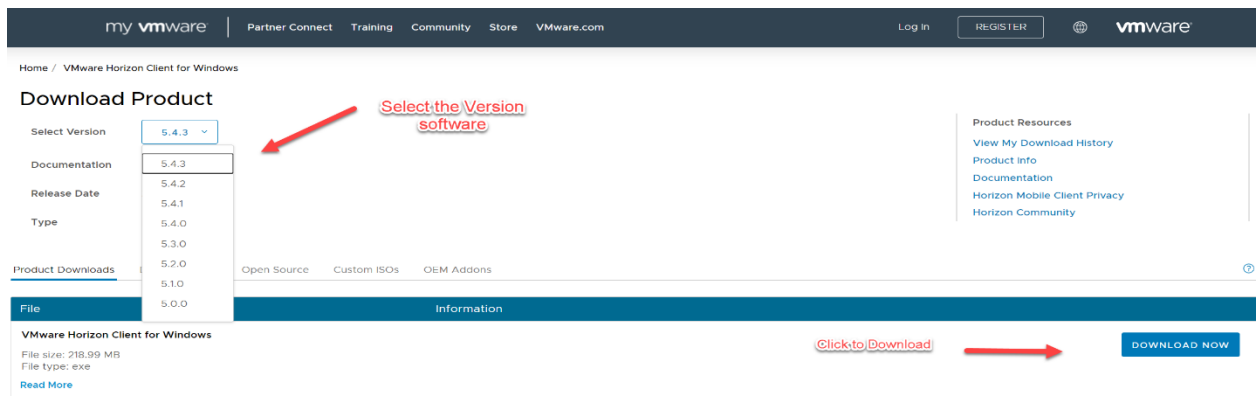 my vmware Partner Connect Training Community Store VMware.com Log In REGISTER vmware
Home / VMware Horizon Client for Windows
Download Product
Select the Version
software
Select Version 5.4.3
Documentation
Release Date
Type
5.4.3
5.4.2
5.4.1
5.4.0
5.3.0
5.2.0
5.1.0
5.0.0
Product Resources
View My Download History
Product Info
Documentation
Horizon Mobile Client Privacy
Horizon Community
Product Downloads Open Source Custom ISOs OEM Addons
File Information
VMware Horizon Client for Windows
File size: 218.99 MB
File type: exe
Read More
Click to Download
DOWNLOAD NOW